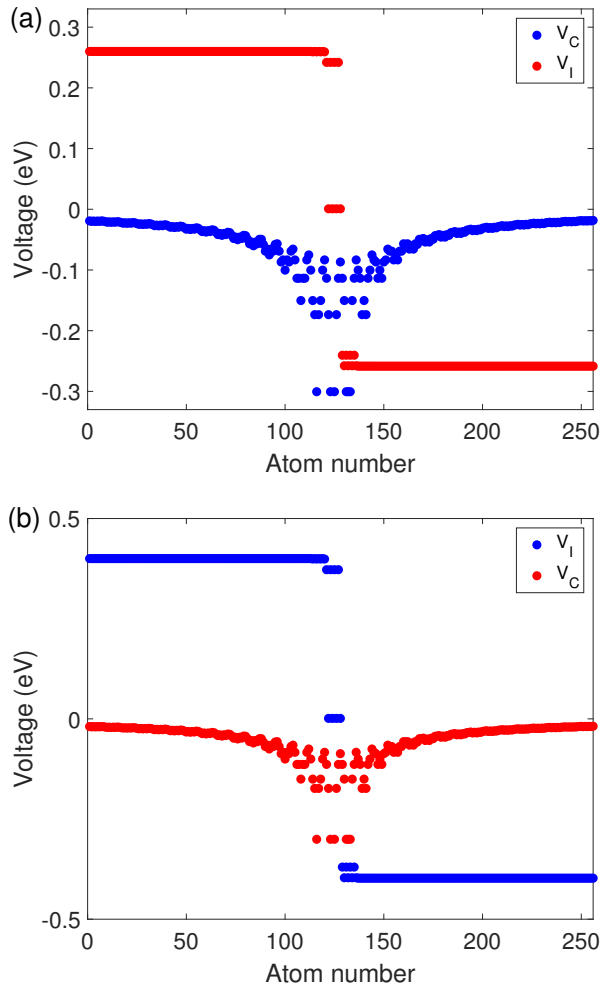 (a)
0.3
0.2
0.1
0
-0.1
-0.2
-0.3
Voltage (eV)
V_C
V_I
0 50 100 150 200 250
Atom number
(b)
0.5
0
-0.5
Voltage (eV)
V_I
V_C
0 50 100 150 200 250
Atom number